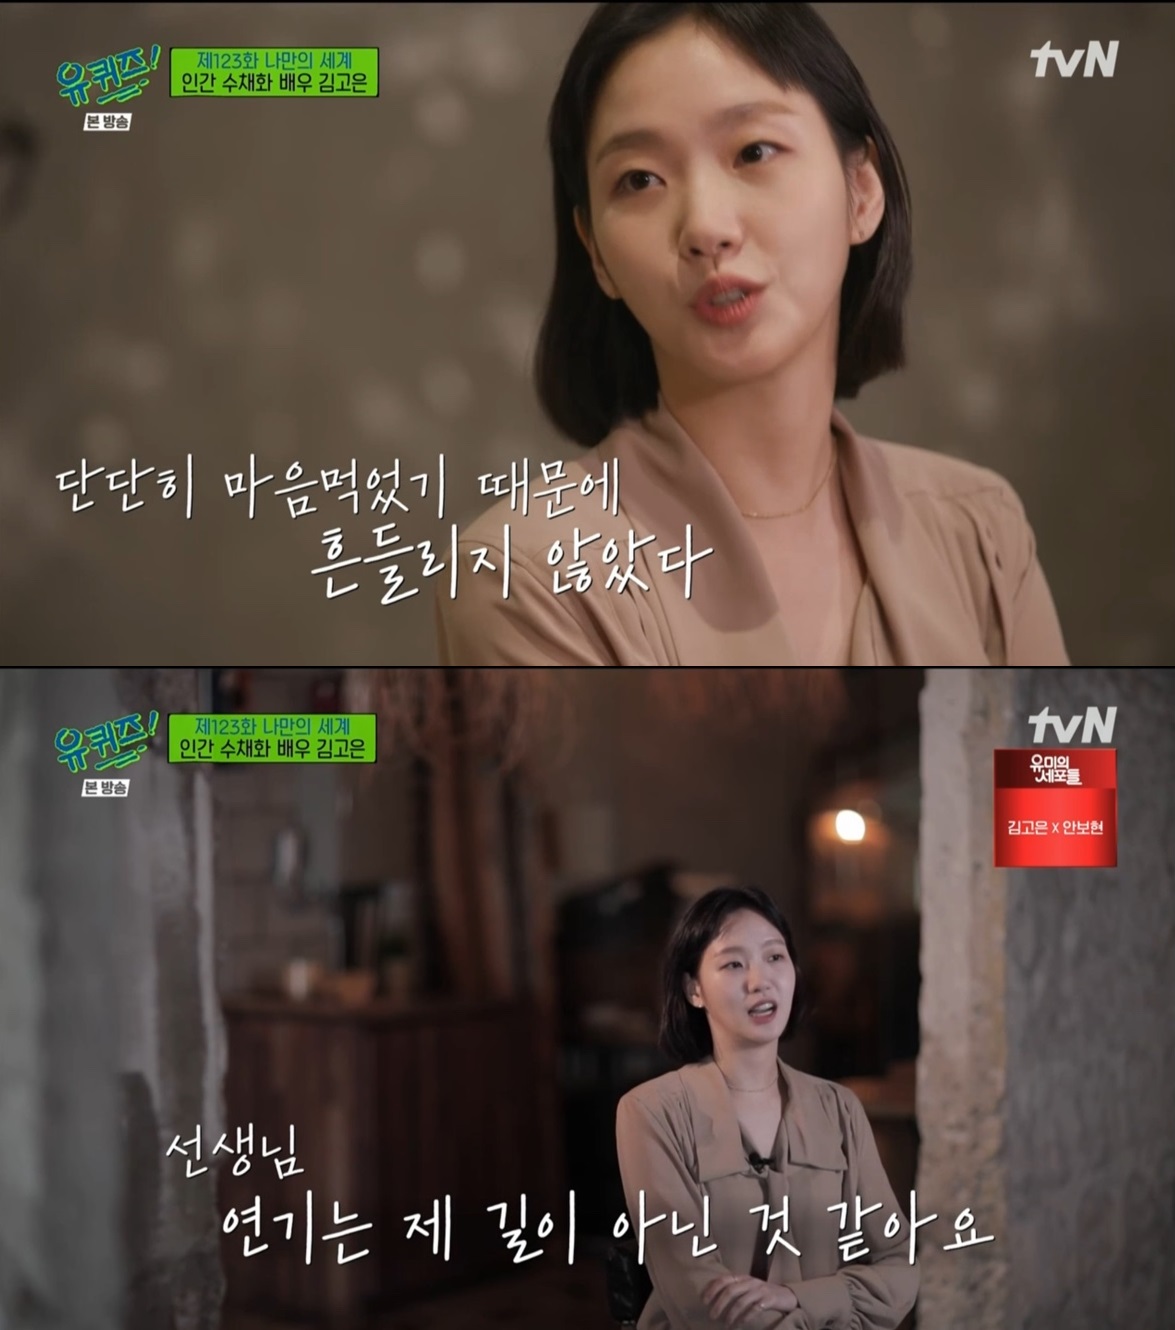 유퀴즈!
제123화 나만의 세계
인간 수채화 배우 김고은
본 방송
tvN
단단히 마음먹었기 때문에
흔들리지 않았다
유퀴즈!
제123화 나만의 세계
인간 수채화 배우 김고은
본 방송
tvN
유미의
세포들
김고은 x 안보현
선생님
연기는 제 길이 아닌 것 같아요